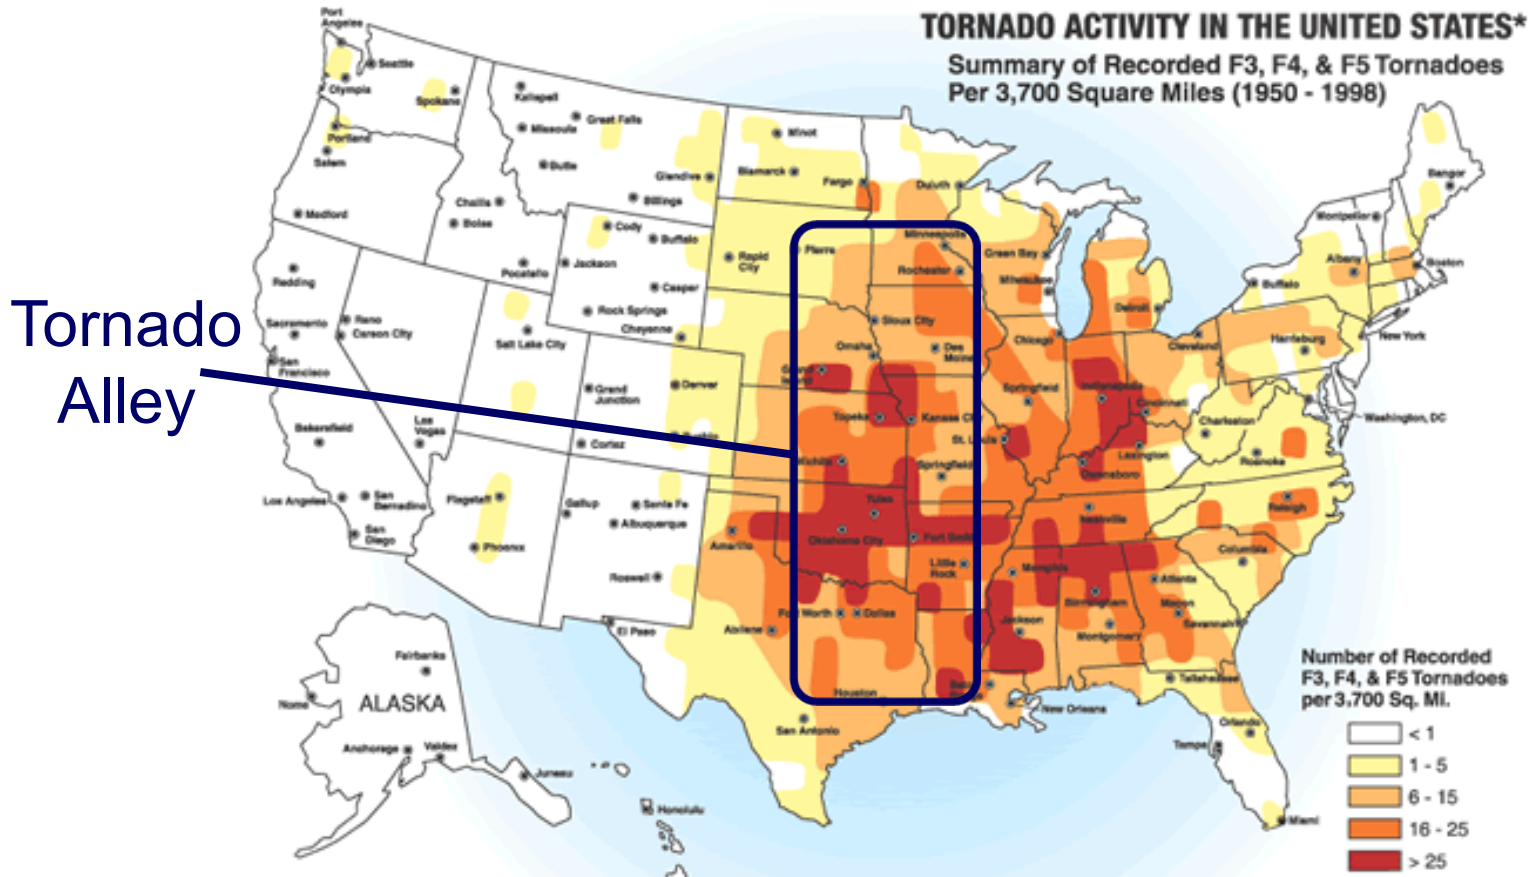 TORNADO ACTIVITY IN THE UNITED STATES*
Summary of Recorded F3, F4, & F5 Tornadoes
Per 3,700 Square Miles (1950 - 1998)
Tornado
Alley
Port
Angeles
Seattle
Olympia
Spokane
Portland
Salem
Medford
Kalispell
Missoula
Great Falls
Butte
Glendive
Billings
Challis
Boise
Pocatello
Cody
Buffalo
Jackson
Casper
Rock Springs
Cheyenne
Minot
Bismarck
Fargo
Duluth
Pierre
Rapid
City
Minneapolis
Rochester
Green Bay
Milwaukee
Detroit
Sioux City
Omaha
Des
Chicago
Cleveland
Redding
Sacramento
San
Francisco
Reno
Carson City
Salt Lake City
Bakersfield
Las
Vegas
Los Angeles
San
Bernadino
San
Diego
Grand
Junction
Denver
Cortez
Flagstaff
Phoenix
Gallup
Santa Fe
Albuquerque
Roswell
El Paso
Amarillo
Abilene
Topeka
Kansas
Wichita
Springfield
St. Louis
Springfield
Indianapolis
Cincinnati
Lexington
Owensboro
Charleston
Roanoke
Raleigh
Nashville
Tulsa
Oklahoma City
Fort Smith
Little
Rock
Memphis
Fort Worth
Dallas
Jackson
Birmingham
Montgomery
Atlanta
Macon
Savannah
Columbia
Houston
San Antonio
New Orleans
Tallahassee
Orlando
Tampa
Miami
Bangor
Montpelier
Albany
Boston
Buffalo
New York
Harrisburg
Washington, DC
Fairbanks
ALASKA
Nome
Anchorage
Valdez
Juneau
Honolulu
Number of Recorded
F3, F4, & F5 Tornadoes
per 3,700 Sq. Mi.
< 1
1 - 5
6 - 15
16 - 25
> 25